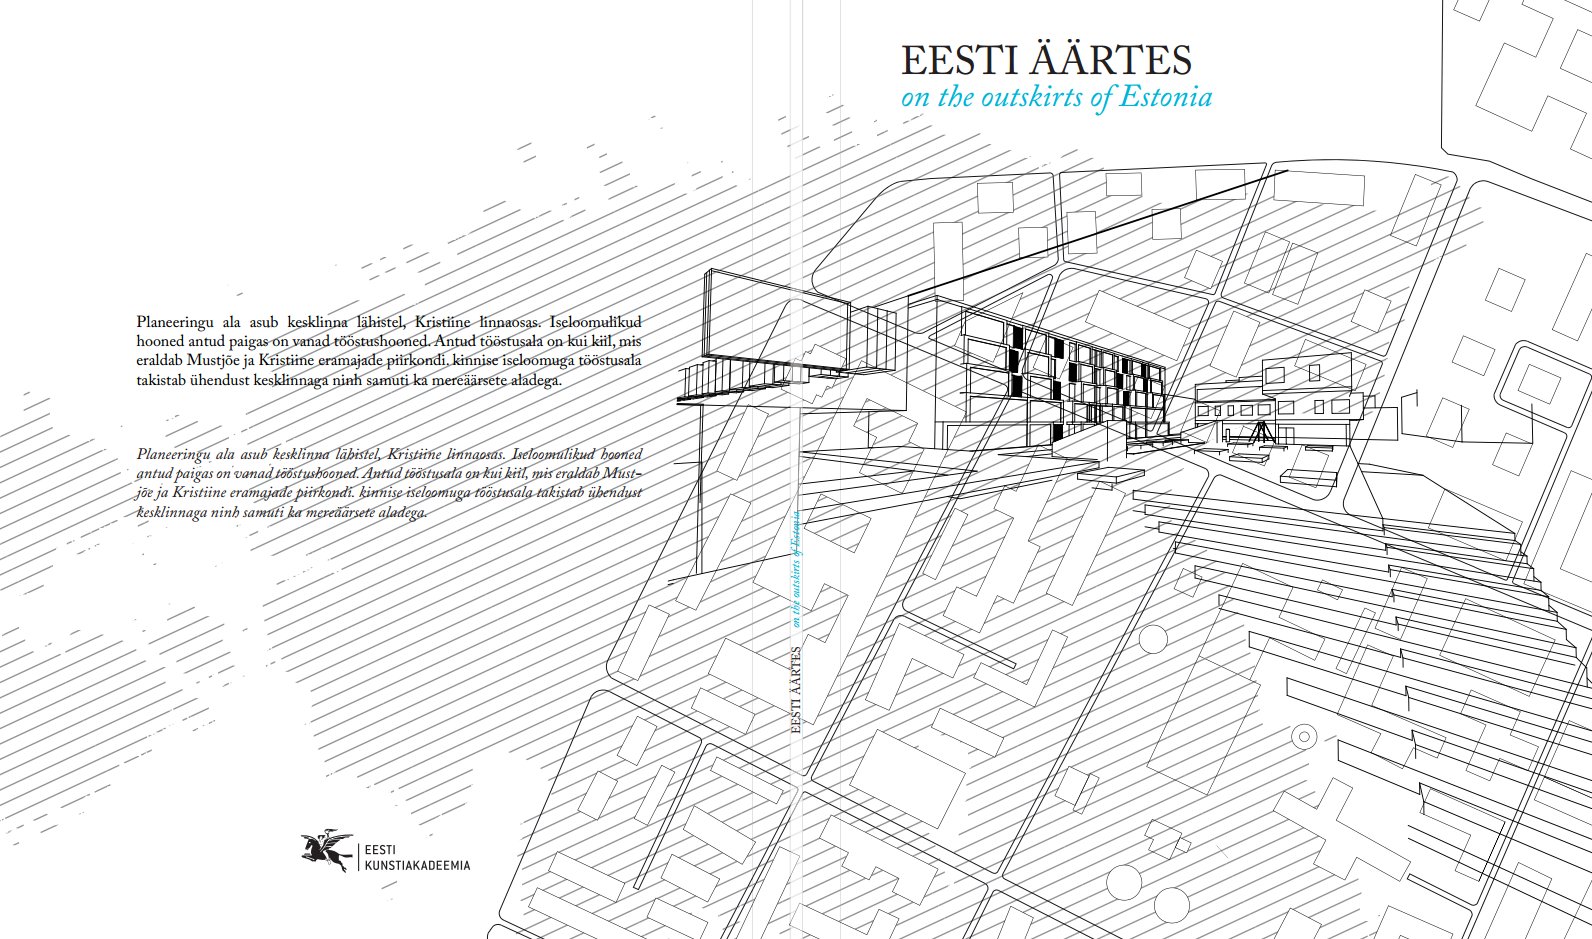 EESTI ÄÄRTES
on the outskirts of Estonia
Planeeringu ala asub kesklinna lähistel, Kristiine linnaosas. Iseloomulikud
hooned antud paigas on vanad tööstushooned. Antud tööstusala on kui kiil, mis
eraldab Mustjõe ja Kristiine eramajade piirkondi. kinnise iseloomuga tööstusala
takistab ühendust kesklinnaga ninh samuti ka mereäärsete aladega.
Planeeringu ala asub kesklinna lähistel, Kristiine linnaosas. Iseloomulikud hooned
antud paigas on vanad tööstushooned. Antud tööstusala on kui kiil, mis eraldab Must-
jõe ja Kristiine eramajade piirkondi. kinnise iseloomuga tööstusala takistab ühendust
kesklinnaga ninh samuti ka mereäärsete aladega.
EESTI ÄÄRTES on the outskirts of Estonia
EESTI
KUNSTIAKADEEMIA